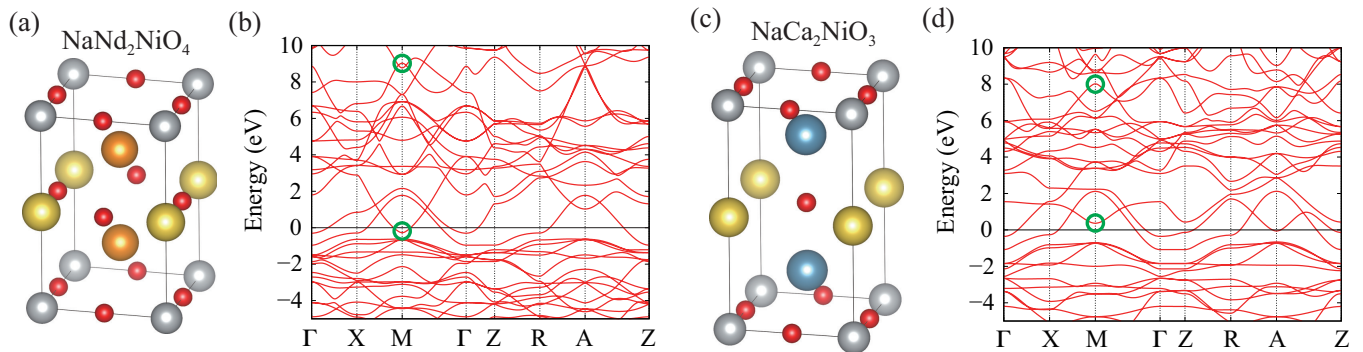 (a)
NaNd₂NiO₄
(b)
Energy (eV)
10
8
6
4
2
0
−2
−4
Γ X M Γ Z R A Z
(c)
NaCa₂NiO₃
(d)
Energy (eV)
10
8
6
4
2
0
−2
−4
Γ X M Γ Z R A Z